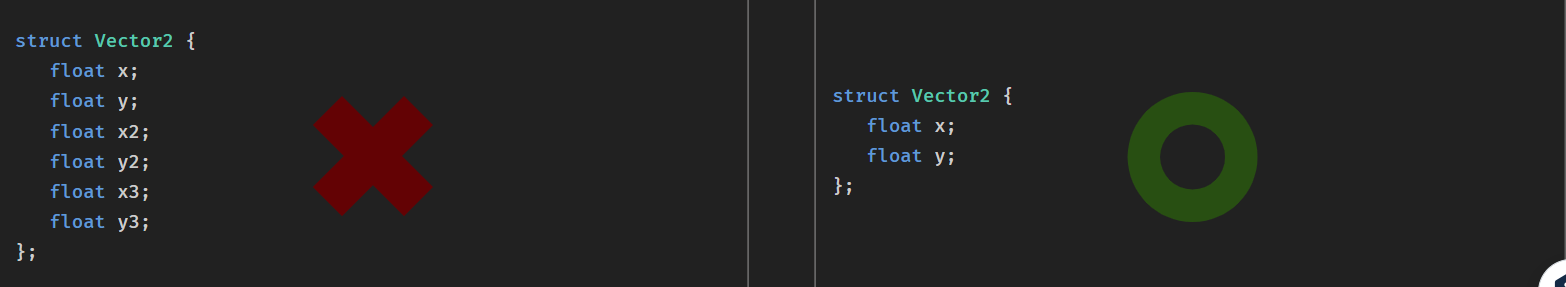 struct Vector2 {
float x;
float y;
float x2;
float y2;
float x3;
float y3;
};
struct Vector2 {
float x;
float y;
};